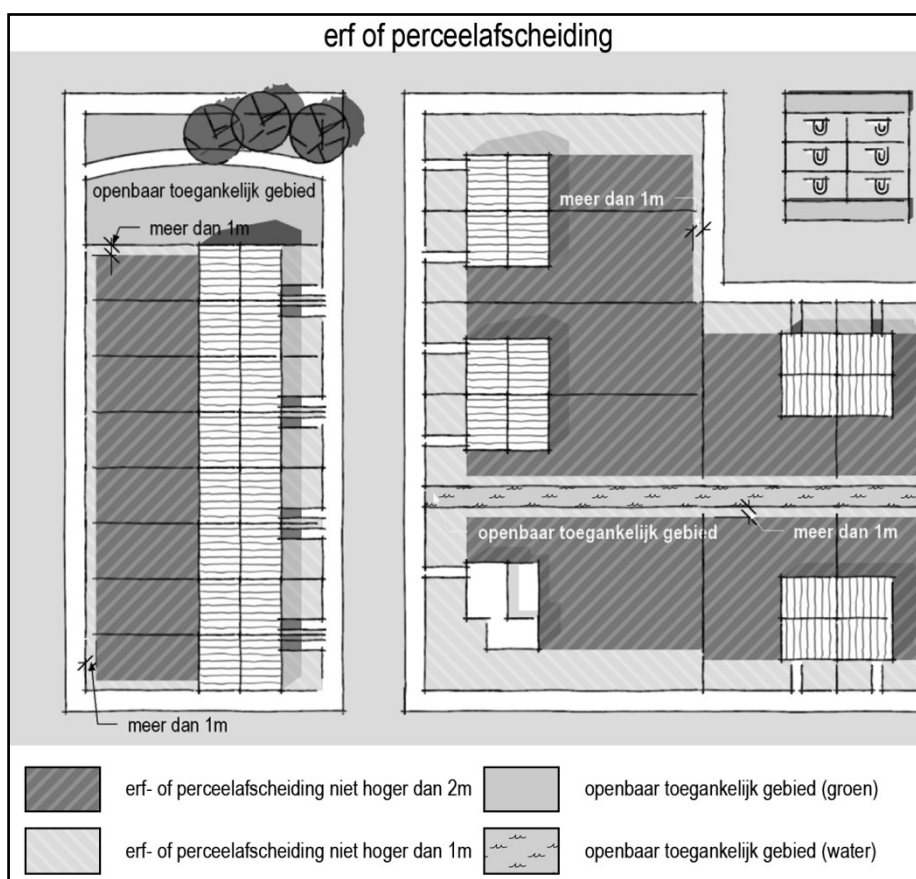 erf of perceelafscheiding
openbaar toegankelijk gebied
meer dan 1m
meer dan 1m
openbaar toegankelijk gebied
meer dan 1m
meer dan 1m
erf- of perceelafscheiding niet hoger dan 2m
openbaar toegankelijk gebied (groen)
erf- of perceelafscheiding niet hoger dan 1m
openbaar toegankelijk gebied (water)